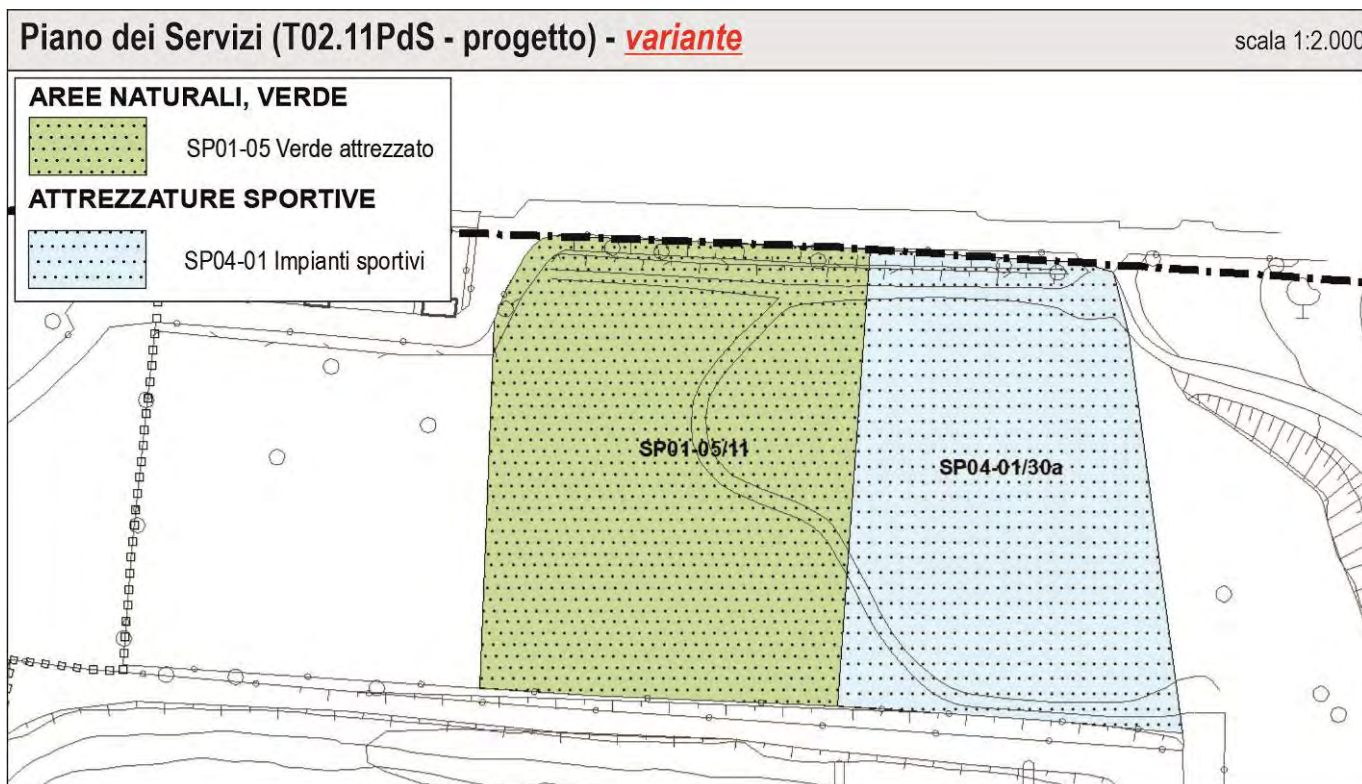 Piano dei Servizi (T02.11PdS - progetto) - variante
scala 1:2.000
AREE NATURALI, VERDE
SP01-05 Verde attrezzato
ATTREZZATURE SPORTIVE
SP04-01 Impianti sportivi
SP01-05/11
SP04-01/30a